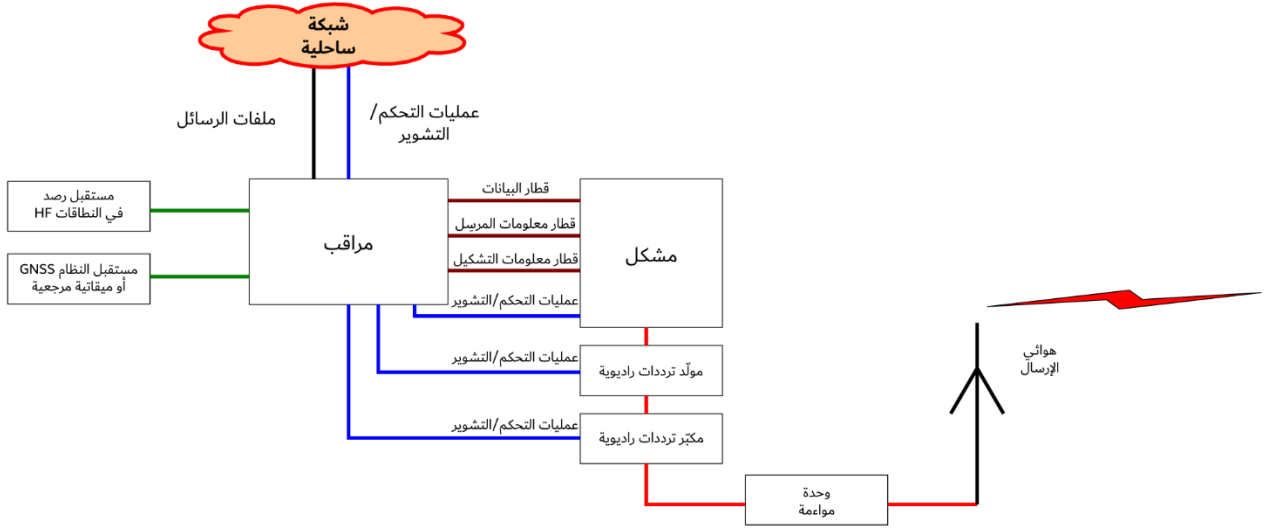 شبكة
ساحلية
ملفات الرسائل
عمليات التحكم/
التشوير
مستقبل رصد
في النطاقات HF
مستقبل النظام GNSS
أو ميقاتية مرجعية
مراقب
قطار البيانات
قطار معلومات المرسِل
قطار معلومات التشكيل
عمليات التحكم/التشوير
مشكل
عمليات التحكم/التشوير
مولّد ترددات راديوية
عمليات التحكم/التشوير
مكبّر ترددات راديوية
وحدة
مواءمة
هوائي
الإرسال